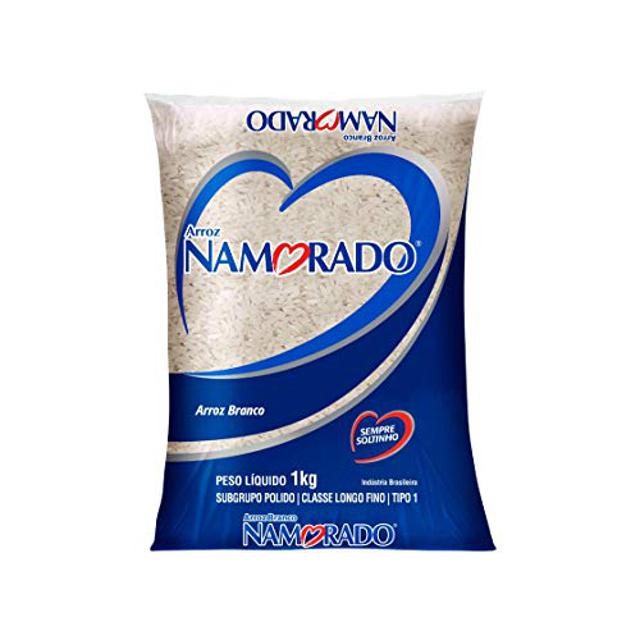 NAMORADO
Arroz Branco
Arroz
NAMORADO®
Arroz Branco
SEMPRE
SOLTINHO
PESO LÍQUIDO 1kg
Indústria Brasileira
SUBGRUPO POLIDO | CLASSE LONGO FINO | TIPO 1
Arroz Branco
NAMORADO®